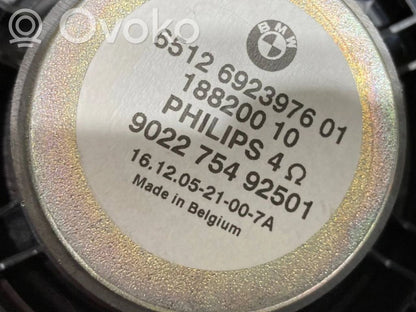 Ovoko
BMW
6512 6923976 01
188200 10
PHILIPS 4 Ω
9022 754 92501
16.12.05-21-00-7A
Made in Belgium